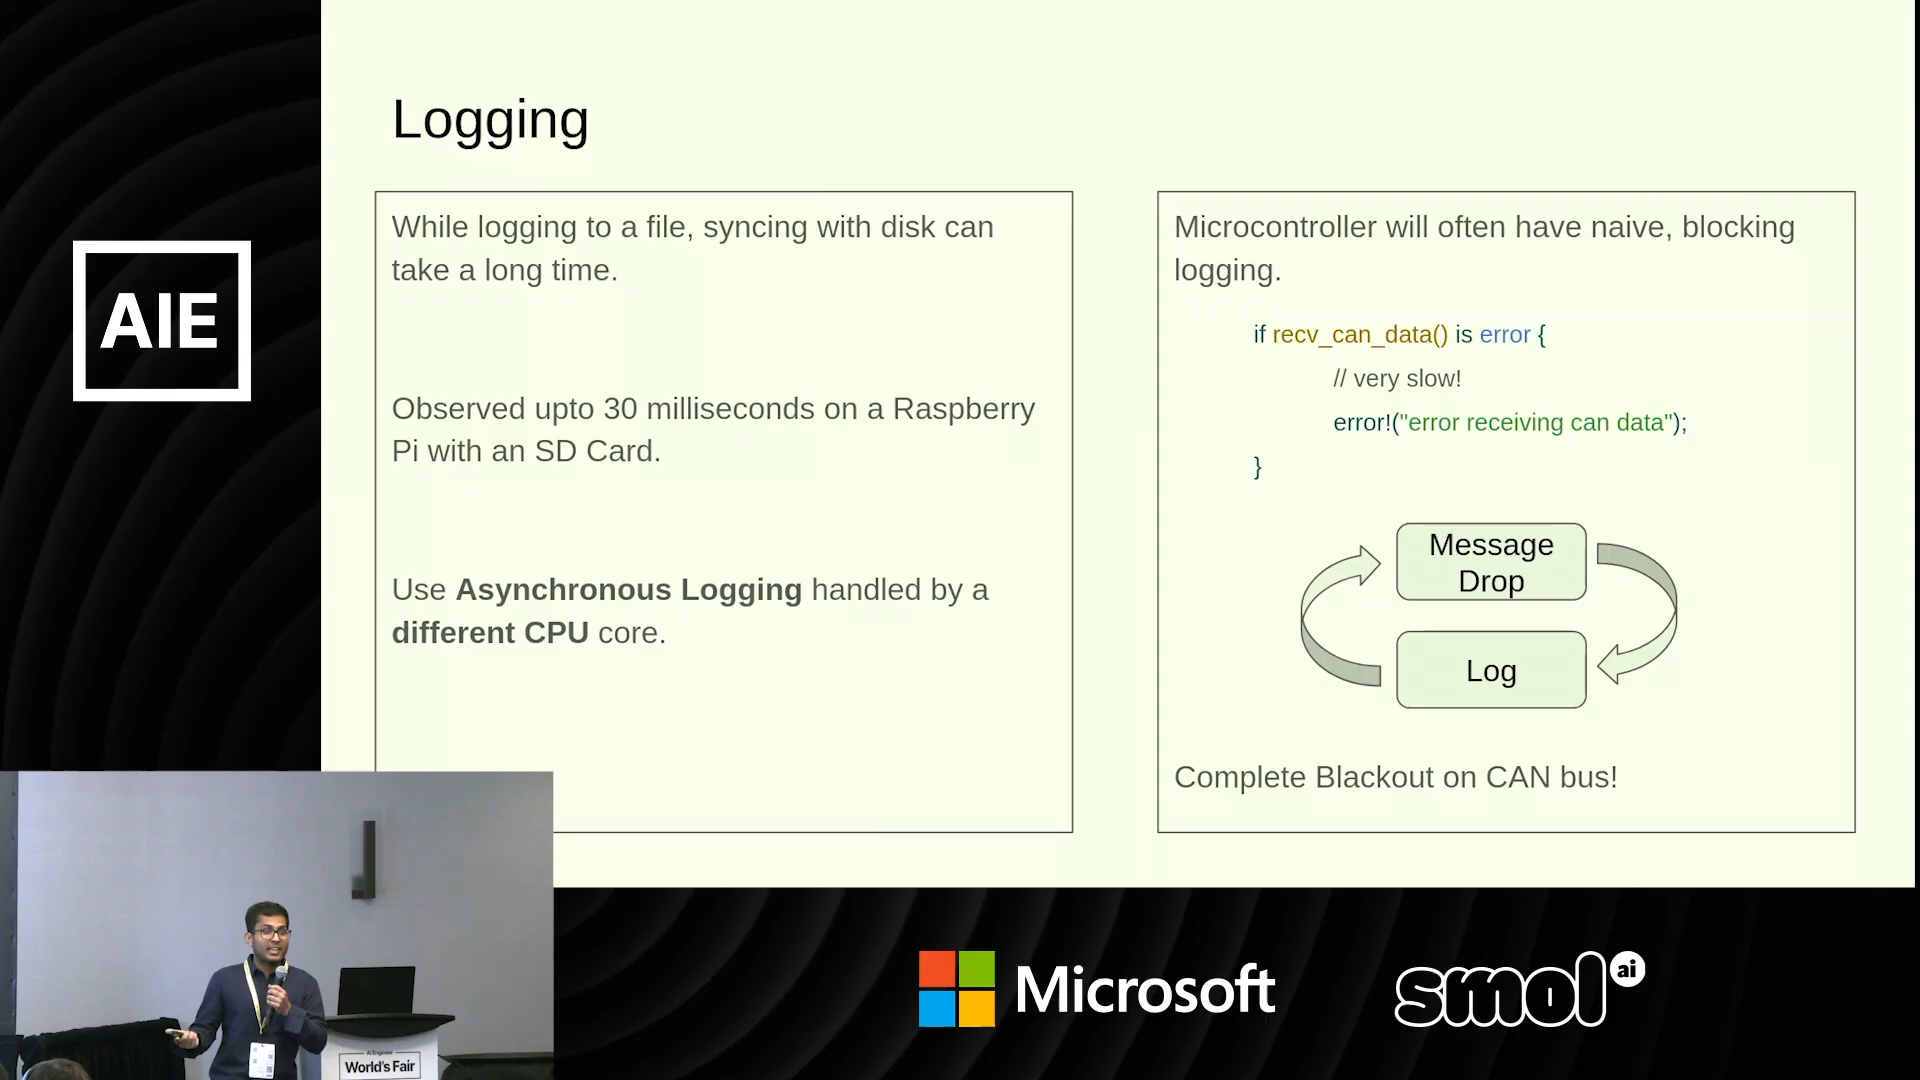 Logging
AIE
While logging to a file, syncing with disk can
take a long time.
Observed upto 30 milliseconds on a Raspberry
Pi with an SD Card.
Use Asynchronous Logging handled by a
different CPU core.
Microcontroller will often have naive, blocking
logging.
if recv_can_data() is error {
// very slow!
error!("error receiving can data");
}
Message
Drop
Log
Complete Blackout on CAN bus!
AI Engineer
World's Fair
Microsoft
smol ai